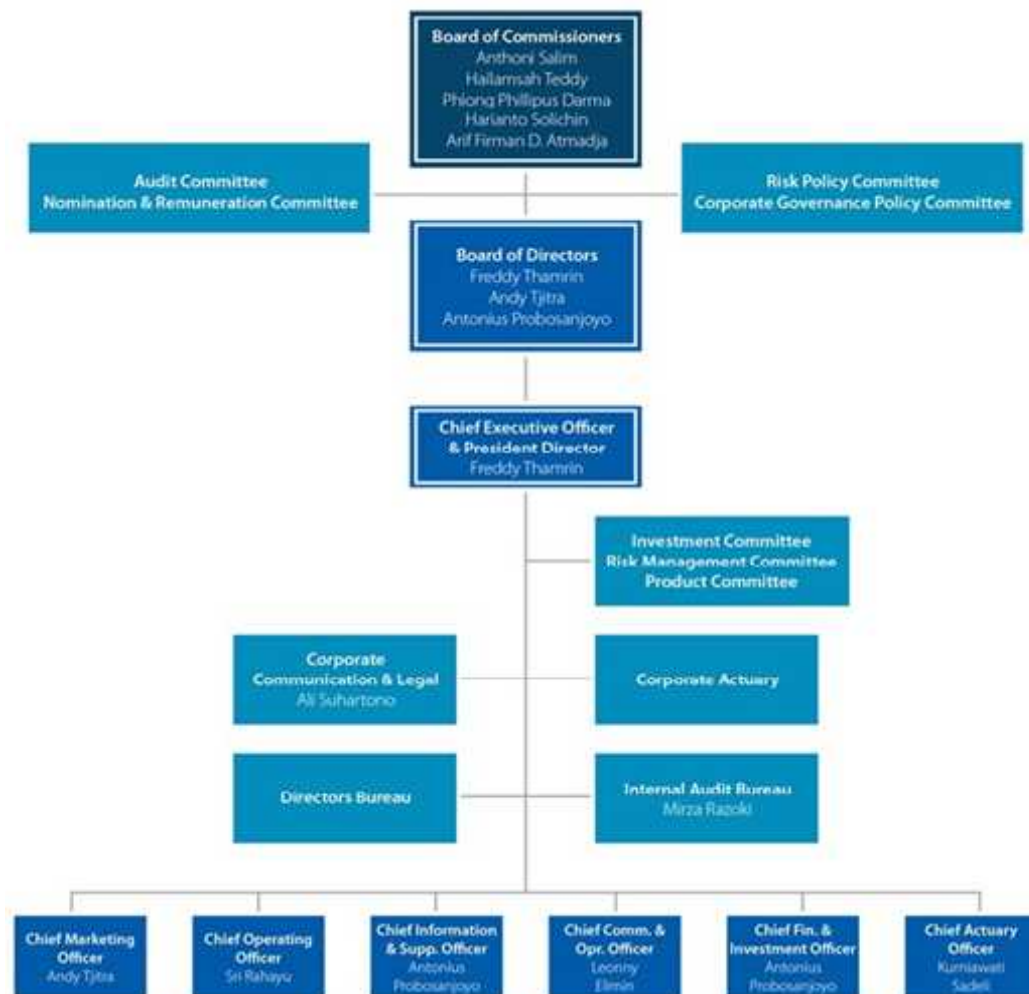 Board of Commissioners
Anthoni Salim
Hailamsah Teddy
Phiong Phillipus Darma
Harianto Solichin
Arif Firman D. Atmadja
Audit Committee
Nomination & Remuneration Committee
Risk Policy Committee
Corporate Governance Policy Committee
Board of Directors
Freddy Thamrin
Andy Tjitra
Antonius Probosanjoyo
Chief Executive Officer
& President Director
Freddy Thamrin
Investment Committee
Risk Management Committee
Product Committee
Corporate
Communication & Legal
Ali Suhartono
Corporate Actuary
Directors Bureau
Internal Audit Bureau
Mirza Razoki
Chief Marketing
Officer
Andy Tjitra
Chief Operating
Officer
Sri Rahayu
Chief Information
& Supp. Officer
Antonius
Probosanjoyo
Chief Comm. &
Opr. Officer
Leonny
Elimin
Chief Fin. &
Investment Officer
Antonius
Probosanjoyo
Chief Actuary
Officer
Kurniawati
Sadeli